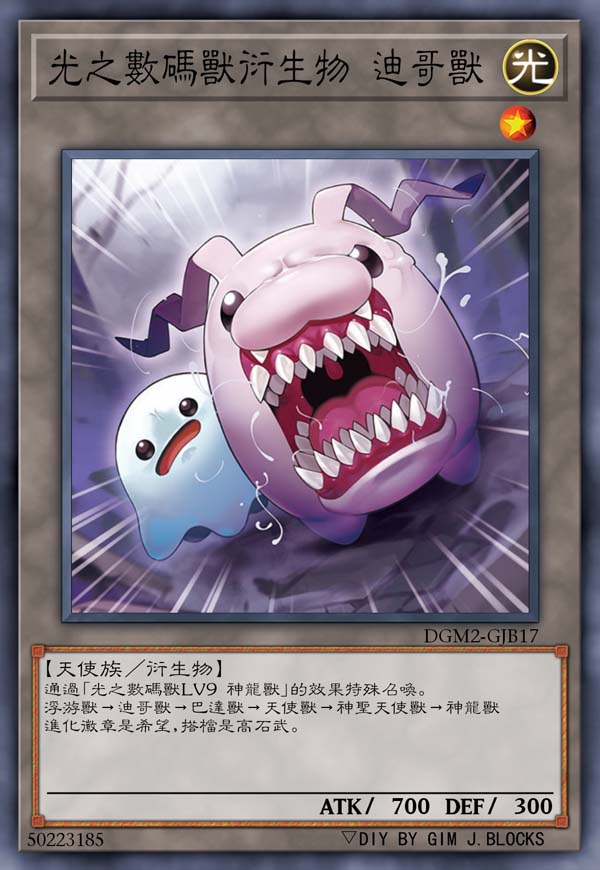 光之數碼獸衍生物 迪哥獸
光
DGM2-GJB17
【天使族／衍生物】
通過「光之數碼獸LV9 神龍獸」的效果特殊召喚。
浮游獸→迪哥獸→巴達獸→天使獸→神聖天使獸→神龍獸
進化徽章是希望,搭檔是高石武。
ATK/ 700 DEF/ 300
50223185
▽DIY BY GIM J.BLOCKS